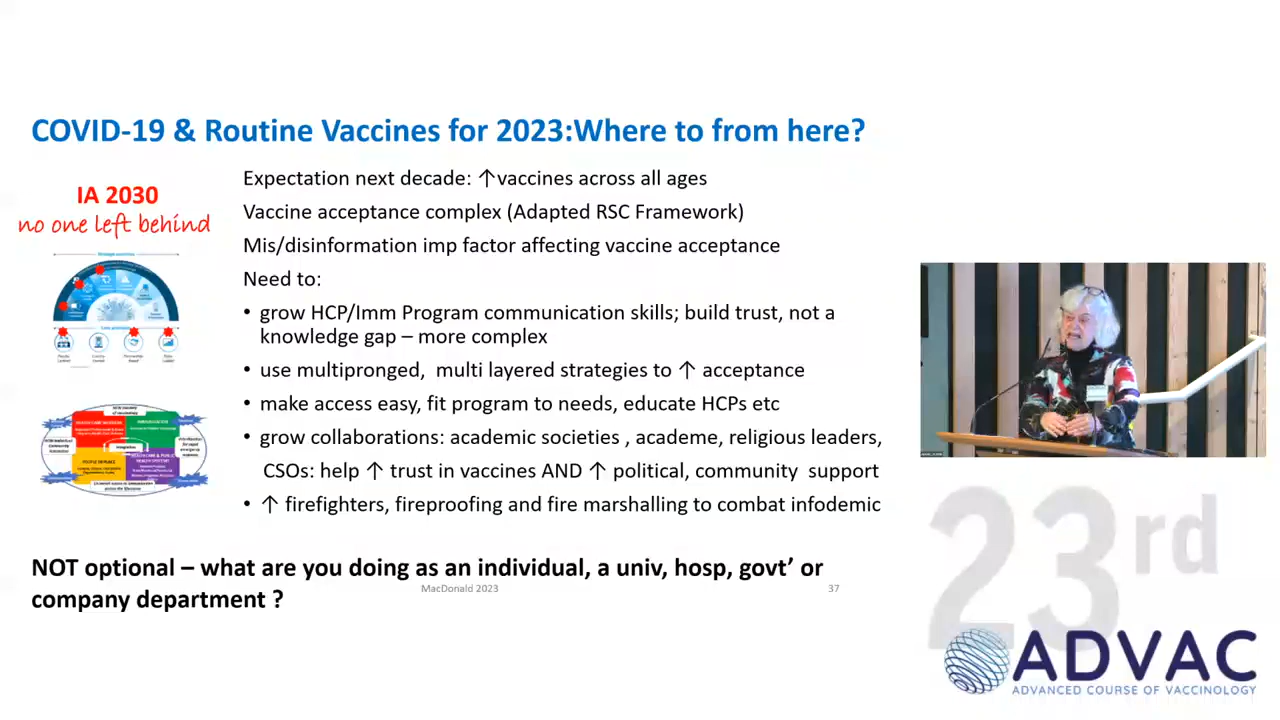 COVID-19 & Routine Vaccines for 2023:Where to from here?
IA 2030
no one left behind
Expectation next decade: ↑vaccines across all ages
Vaccine acceptance complex (Adapted RSC Framework)
Mis/disinformation imp factor affecting vaccine acceptance
Need to:
• grow HCP/Imm Program communication skills; build trust, not a
knowledge gap – more complex
• use multipronged, multi layered strategies to ↑ acceptance
• make access easy, fit program to needs, educate HCPs etc
• grow collaborations: academic societies , academe, religious leaders,
CSOs: help ↑ trust in vaccines AND ↑ political, community support
• ↑ firefighters, fireproofing and fire marshalling to combat infodemic
NOT optional – what are you doing as an individual, a univ, hosp, govt’ or
company department ?
MacDonald 2023
37
23rd
ADVAC
ADVANCED COURSE OF VACCINOLOGY